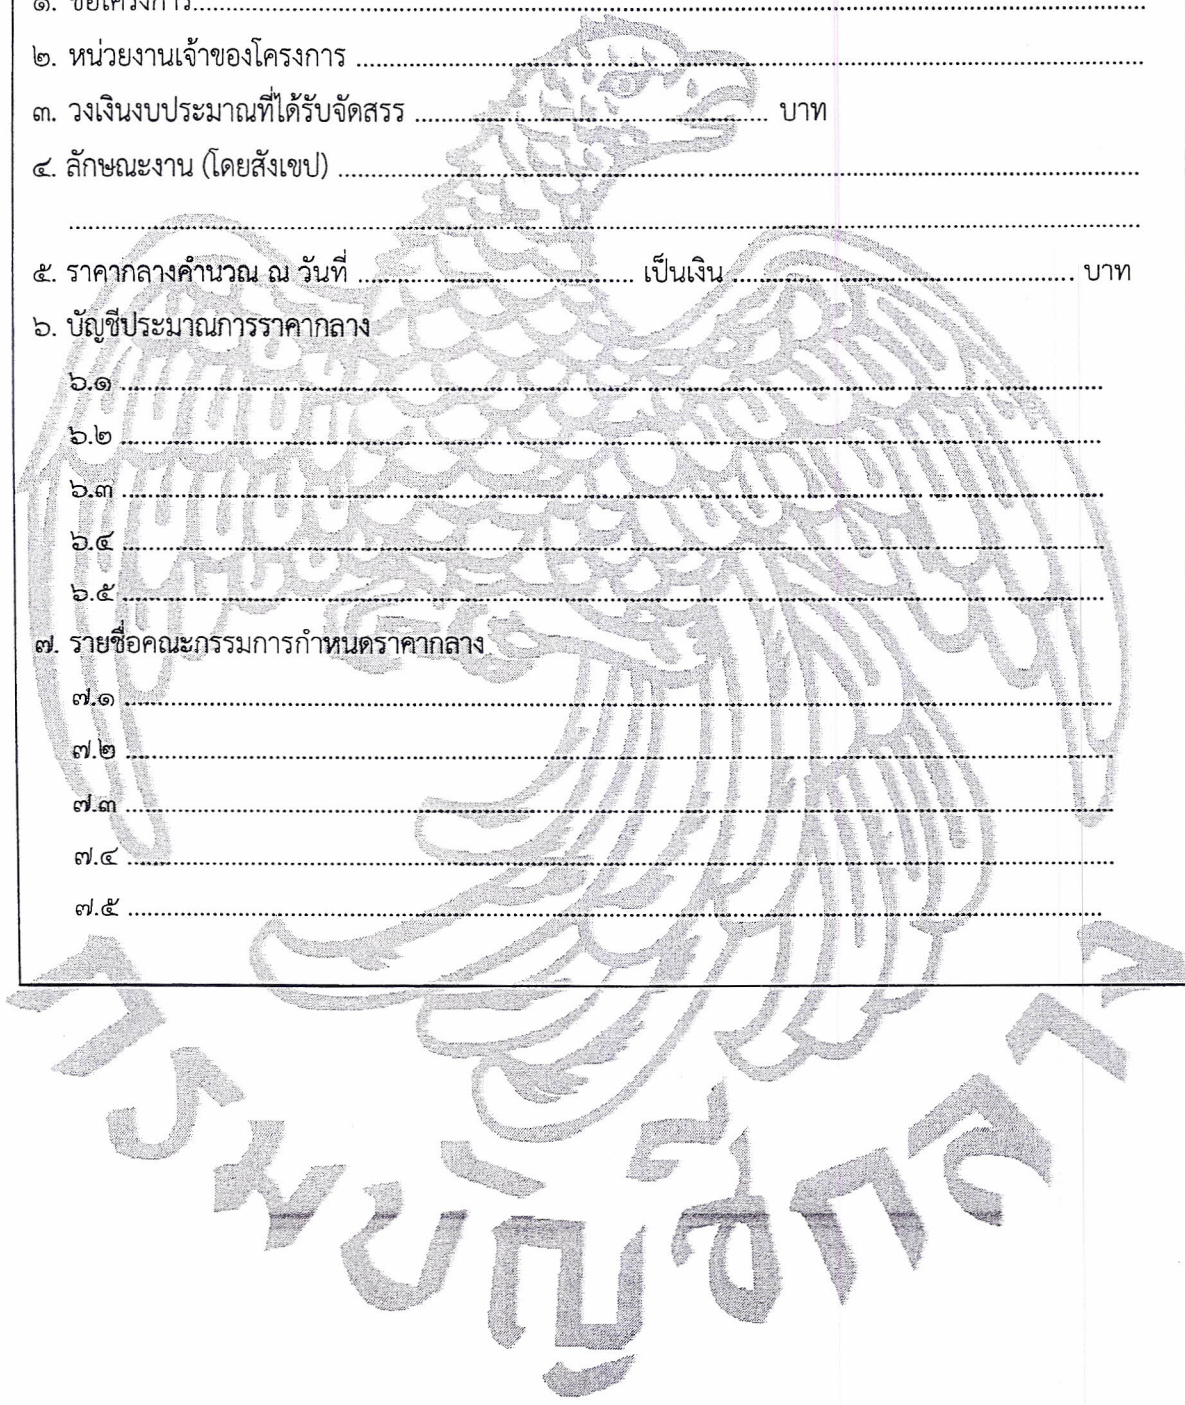 ๑. ชื่อโครงการ........................................................................
๒. หน่วยงานเจ้าของโครงการ ........................................................................
๓. วงเงินงบประมาณที่ได้รับจัดสรร ........................................ บาท
๔. ลักษณะงาน (โดยสังเขป) ........................................................................
........................................................................
๕. ราคากลางคำนวณ ณ วันที่ ................................ เป็นเงิน ........................................ บาท
๖. บัญชีประมาณการราคากลาง
๖.๑ ........................................................................
๖.๒ ........................................................................
๖.๓ ........................................................................
๖.๔ ........................................................................
๖.๕ ........................................................................
๗. รายชื่อคณะกรรมการกำหนดราคากลาง
๗.๑ ........................................................................
๗.๒ ........................................................................
๗.๓ ........................................................................
๗.๔ ........................................................................
๗.๕ ........................................................................
กรมบัญชีกลาง